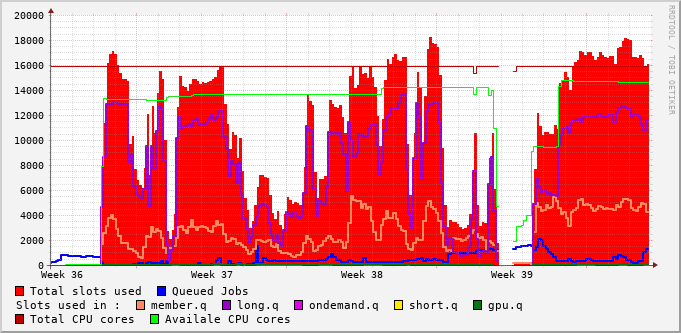 20000
18000
16000
14000
12000
10000
8000
6000
4000
2000
0
Week 36 Week 37 Week 38 Week 39
RRDTOOL / TOBI OETIKER
Total slots used Queued Jobs
Slots used in : member.q long.q ondemand.q short.q gpu.q
Total CPU cores Availale CPU cores